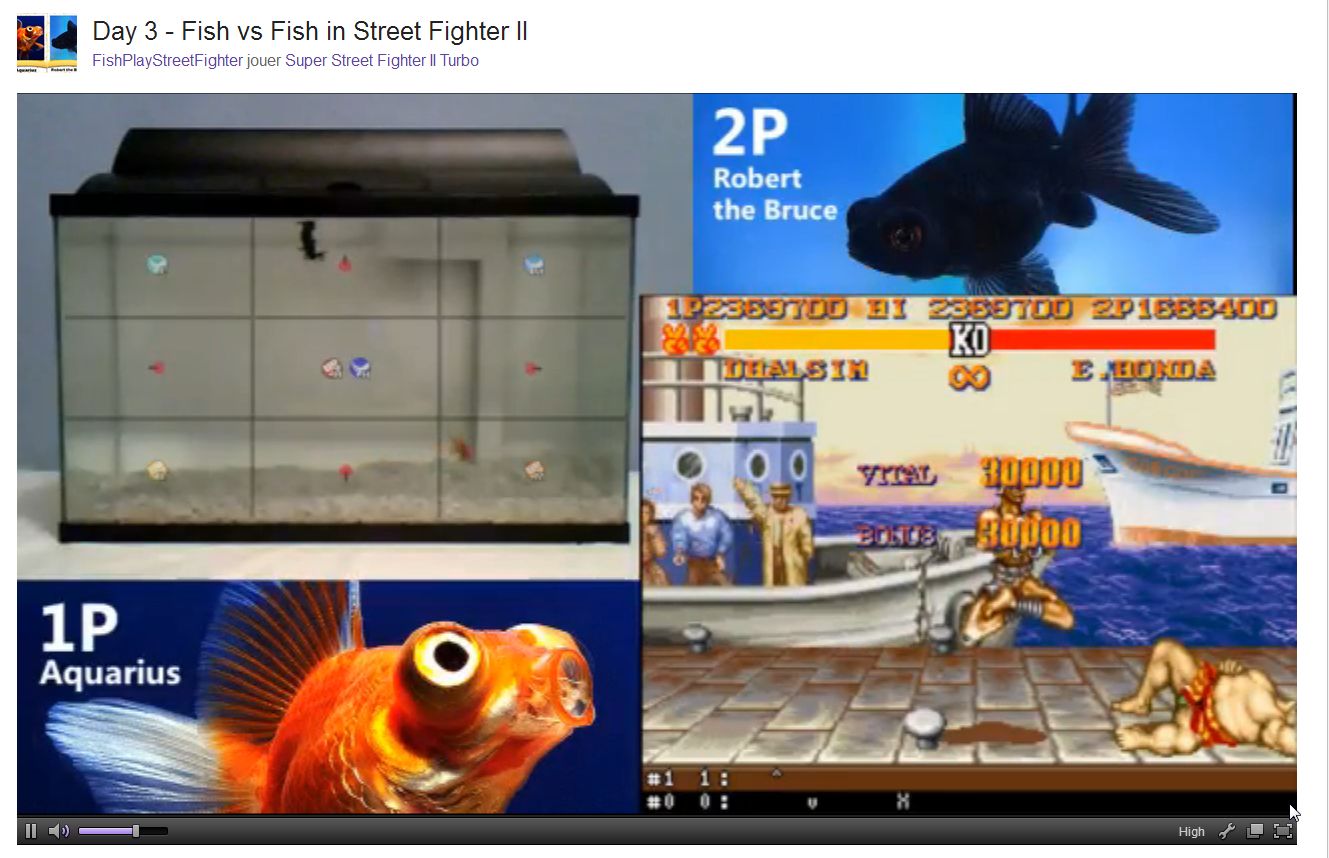 Day 3 - Fish vs Fish in Street Fighter II
FishPlayStreetFighter jouer Super Street Fighter II Turbo
Aquarius
2P
Robert
the Bruce
1P2369700 HI 2369700 2P1666400
KO
DHALSIM ∞ E.HONDA
VITAL 30000
BONUS 30000
1P
Aquarius
#1 1: ^
#0 0: v X
High